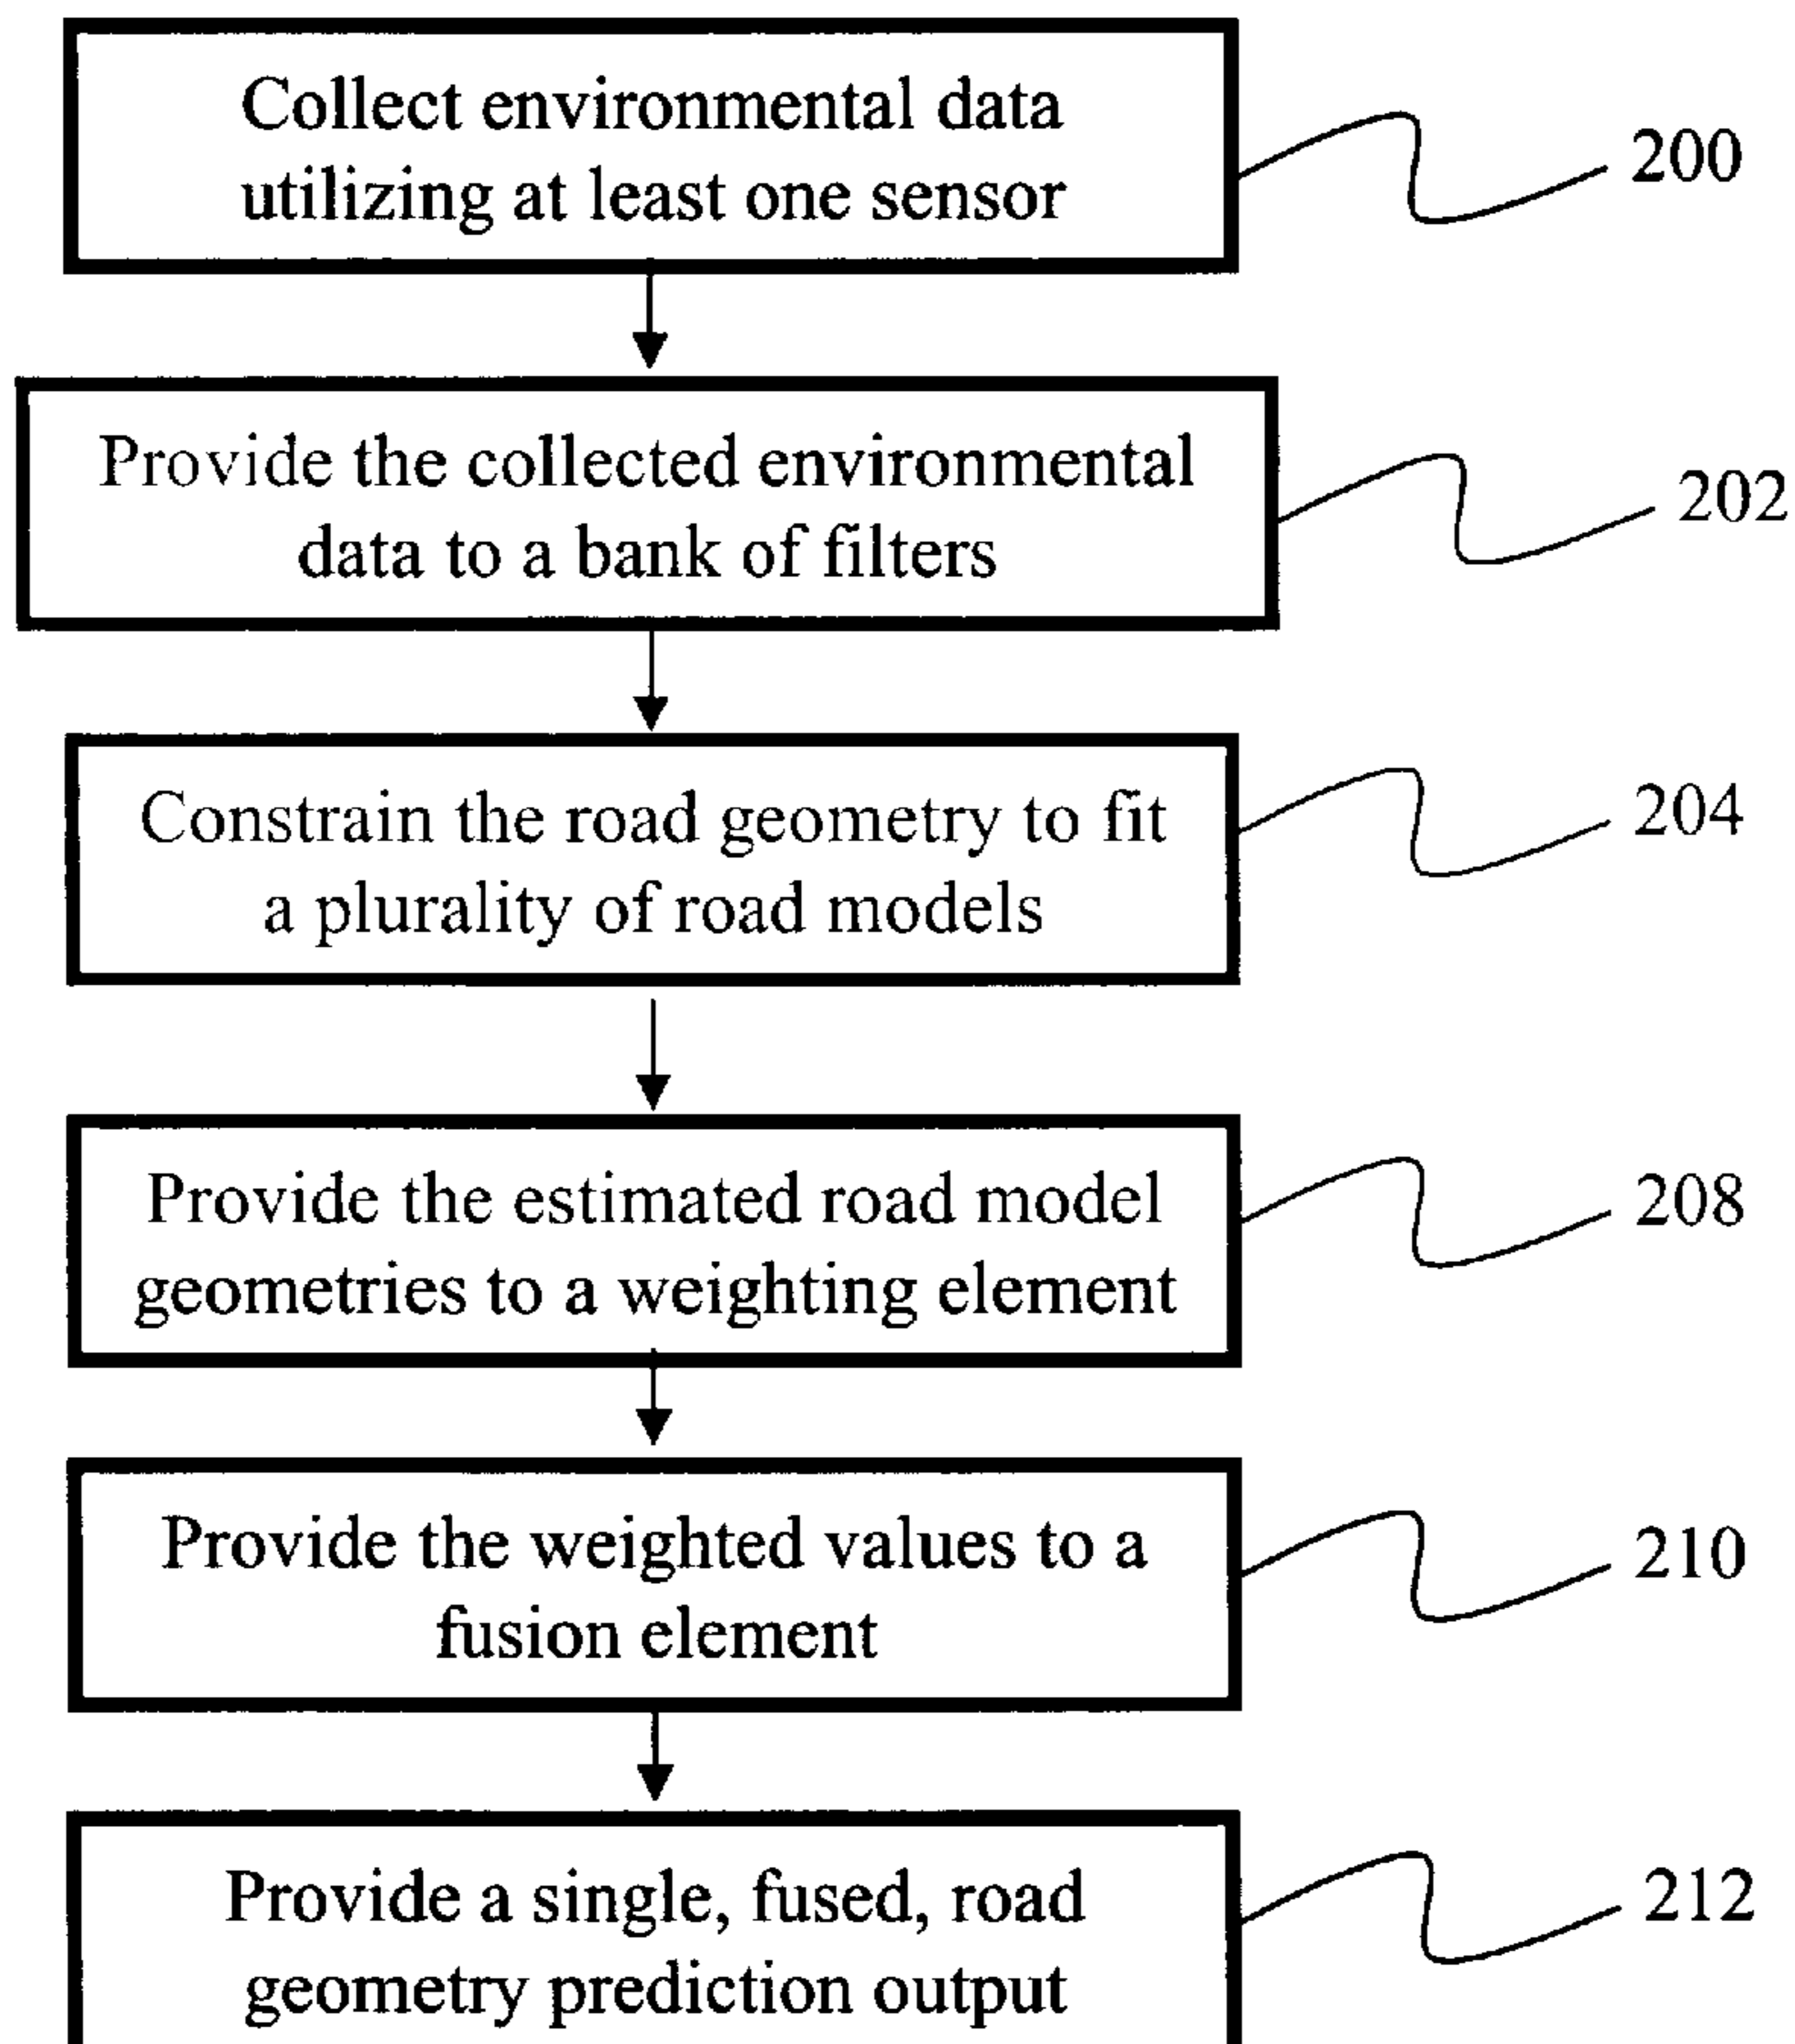 Collect environmental data
utilizing at least one sensor
200
Provide the collected environmental
data to a bank of filters
202
Constrain the road geometry to fit
a plurality of road models
204
Provide the estimated road model
geometries to a weighting element
208
Provide the weighted values to a
fusion element
210
Provide a single, fused, road
geometry prediction output
212